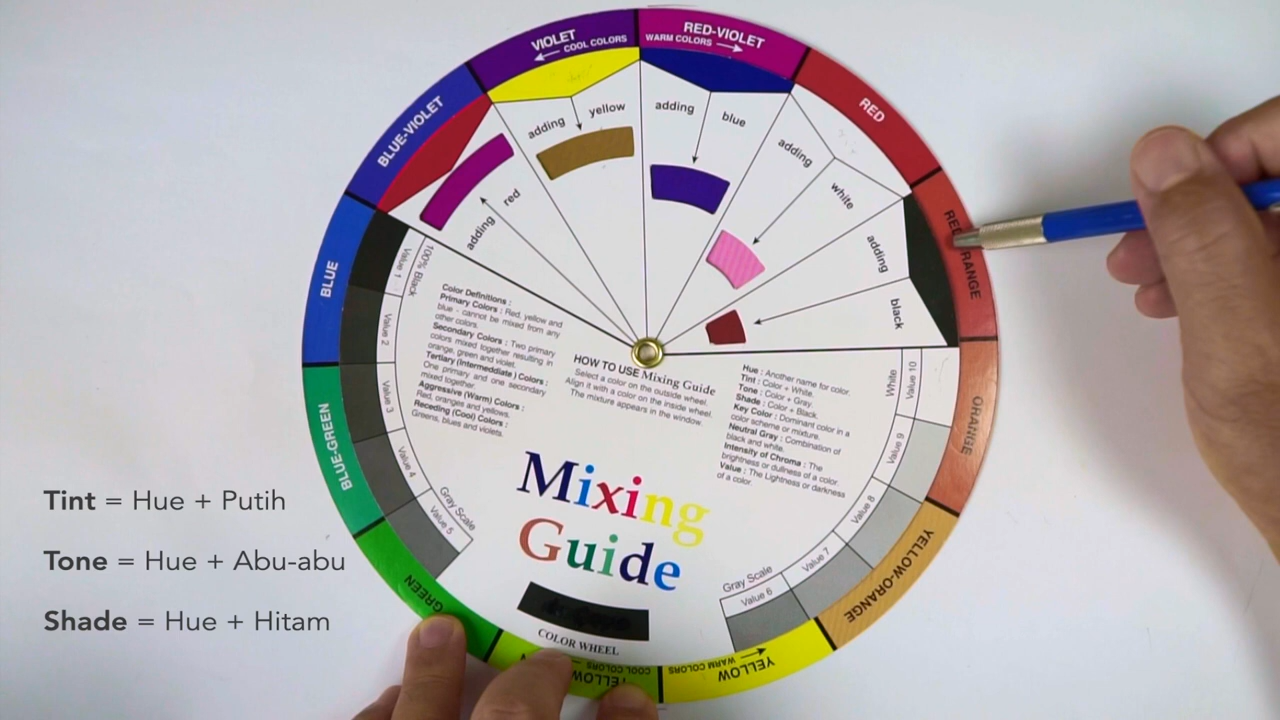 VIOLET
COOL COLORS
RED-VIOLET
WARM COLORS
RED
ORANGE
YELLOW-ORANGE
YELLOW
WARM COLORS
COOL COLORS
GREEN
BLUE-GREEN
BLUE
BLUE-VIOLET
adding red
adding yellow
adding blue
adding white
adding black
100% Black
Value 1
Value 2
Value 3
Value 4
Value 5
Gray Scale
Color Definitions :
Primary Colors : Red, yellow and
blue - cannot be mixed from any
other colors.
Secondary Colors : Two primary
colors mixed together resulting in
orange, green and violet.
Tertiary (Intermeddiate) Colors :
One primary and one secondary
mixed together.
Aggressive (Warm) Colors :
Red, oranges and yellows.
Receding (Cool) Colors :
Greens, blues and violets.
HOW TO USE Mixing Guide
Select a color on the outside wheel.
Align it with a color on the inside wheel.
The mixture appears in the window.
Hue : Another name for color.
Tint : Color + White.
Tone : Color + Gray.
Shade : Color + Black.
Key Color : Dominant color in a
color scheme or mixture.
Neutral Gray : Combination of
black and white.
Intensity of Chroma : The
brightness or dullness of a color.
Value : The Lightness or darkness
of a color.
White
Value 10
Value 9
Value 8
Value 7
Value 6
Gray Scale
Mixing
Guide
COLOR WHEEL
Tint = Hue + Putih
Tone = Hue + Abu-abu
Shade = Hue + Hitam